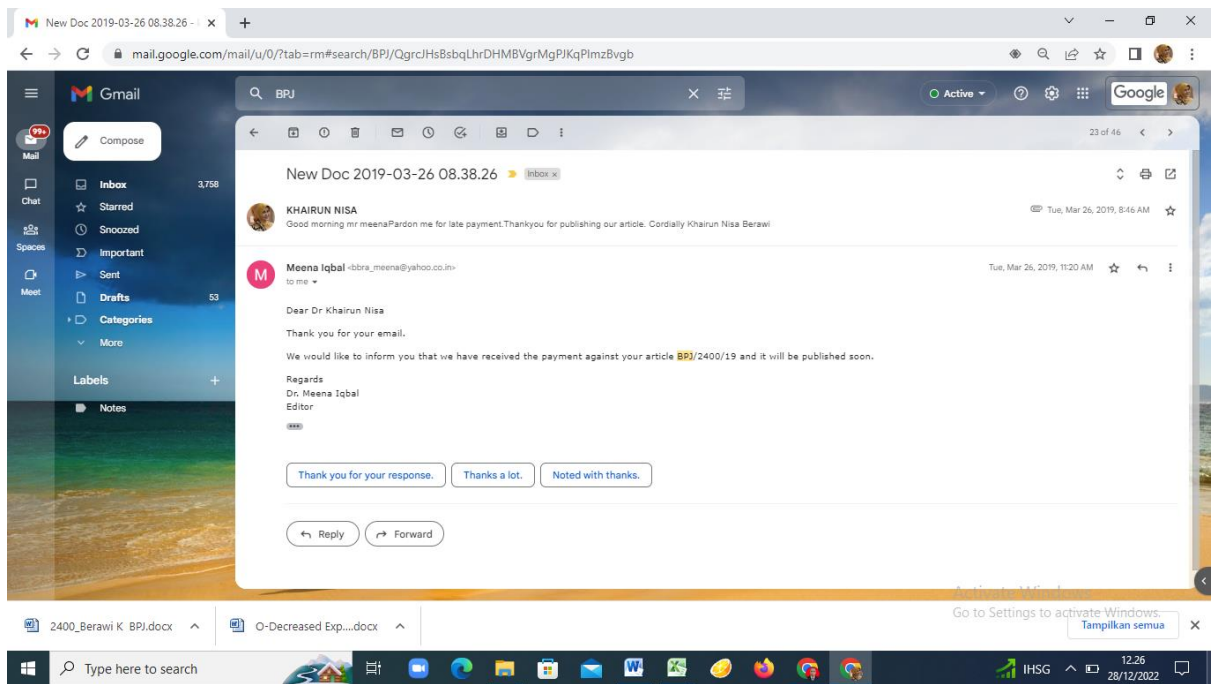 New Doc 2019-03-26 08.38.26 -
mail.google.com/mail/u/0/?tab=rm#search/BPJ/QgrcJHsBsbqLhrDHMBVgrMgPJKqPlmzBvgb
Gmail
BPJ
Active
Google
99+
Mail
Compose
23 of 46
Chat
Inbox 3,758
New Doc 2019-03-26 08.38.26
Inbox x
Starred
KHAIRUN NISA
Tue, Mar 26, 2019, 8:46 AM
Good morning mr meenaPardon me for late payment.Thankyou for publishing our article. Cordially Khairun Nisa Berawi
Snoozed
Spaces
Important
Sent
Meet
Meena Iqbal <bbra_meena@yahoo.co.in>
Tue, Mar 26, 2019, 11:20 AM
to me
Drafts 53
Categories
More
Dear Dr Khairun Nisa
Thank you for your email.
We would like to inform you that we have received the payment against your article BPJ/2400/19 and it will be published soon.
Labels
Regards
Dr. Meena Iqbal
Editor
Notes
Thank you for your response.
Thanks a lot.
Noted with thanks.
Reply
Forward
Activate Windows
Go to Settings to activate Windows.
2400_Berawi K BPJ.docx
O-Decreased Exp....docx
Tampilkan semua
Type here to search
IHSG
12.26
28/12/2022